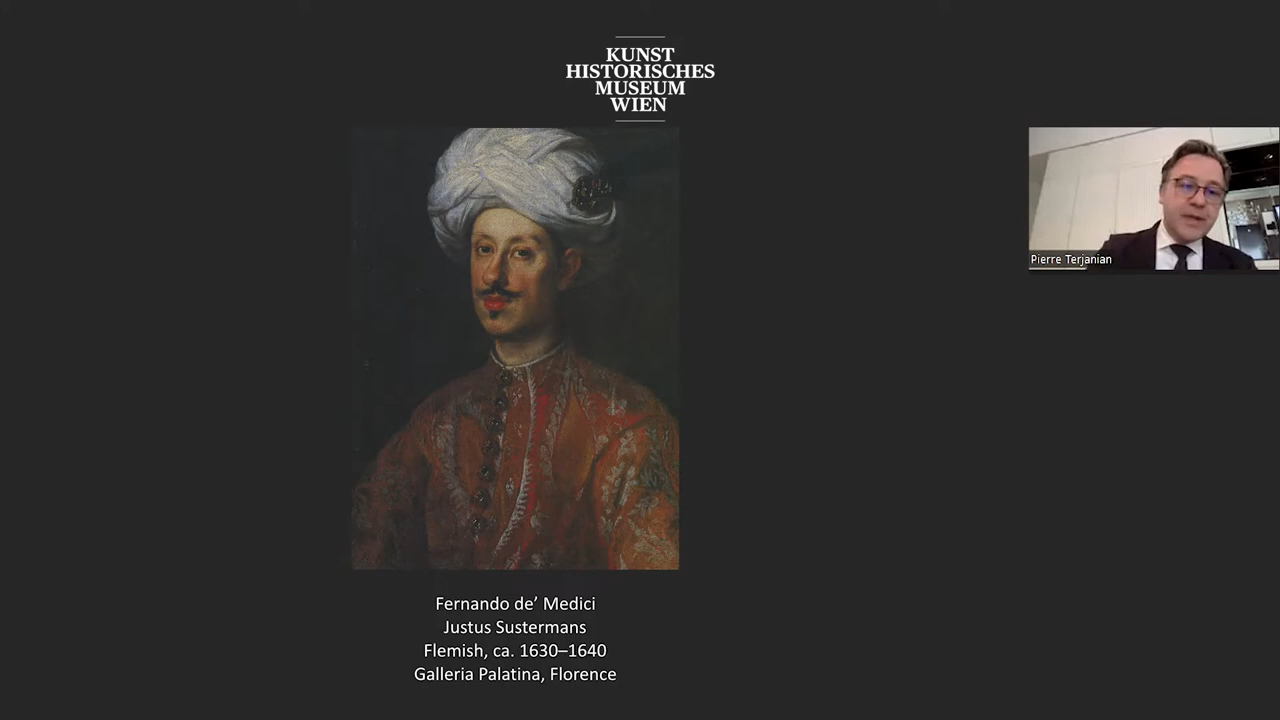 KUNST
HISTORISCHES
MUSEUM
WIEN
Pierre Terjanian
Fernando de’ Medici
Justus Sustermans
Flemish, ca. 1630–1640
Galleria Palatina, Florence